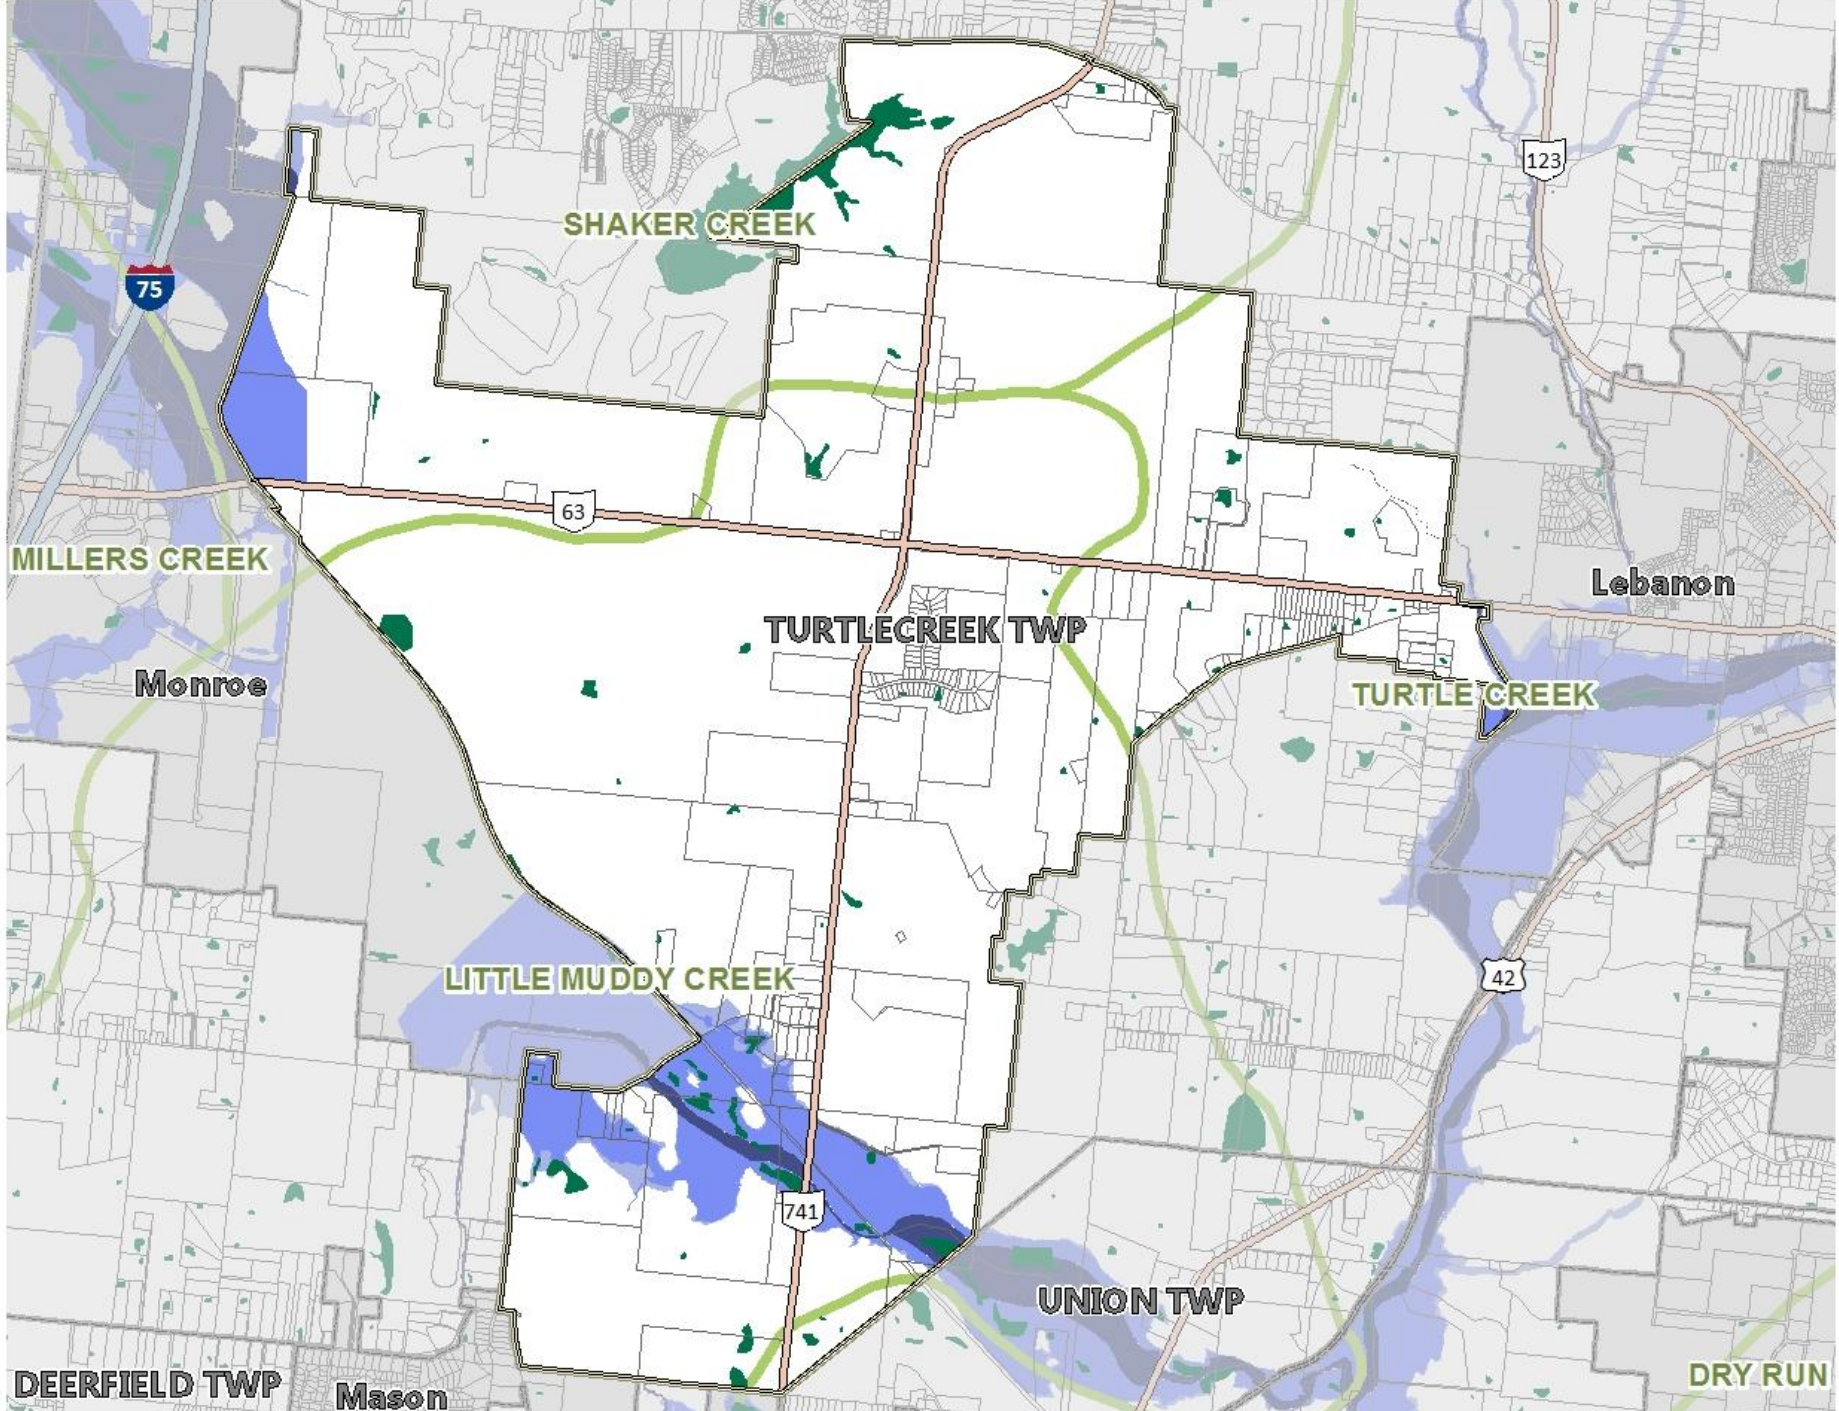 123
SHAKER CREEK
75
63
MILLERS CREEK
Lebanon
TURTLECREEK TWP
Monroe
TURTLE CREEK
LITTLE MUDDY CREEK
42
741
UNION TWP
DRY RUN
DEERFIELD TWP
Mason